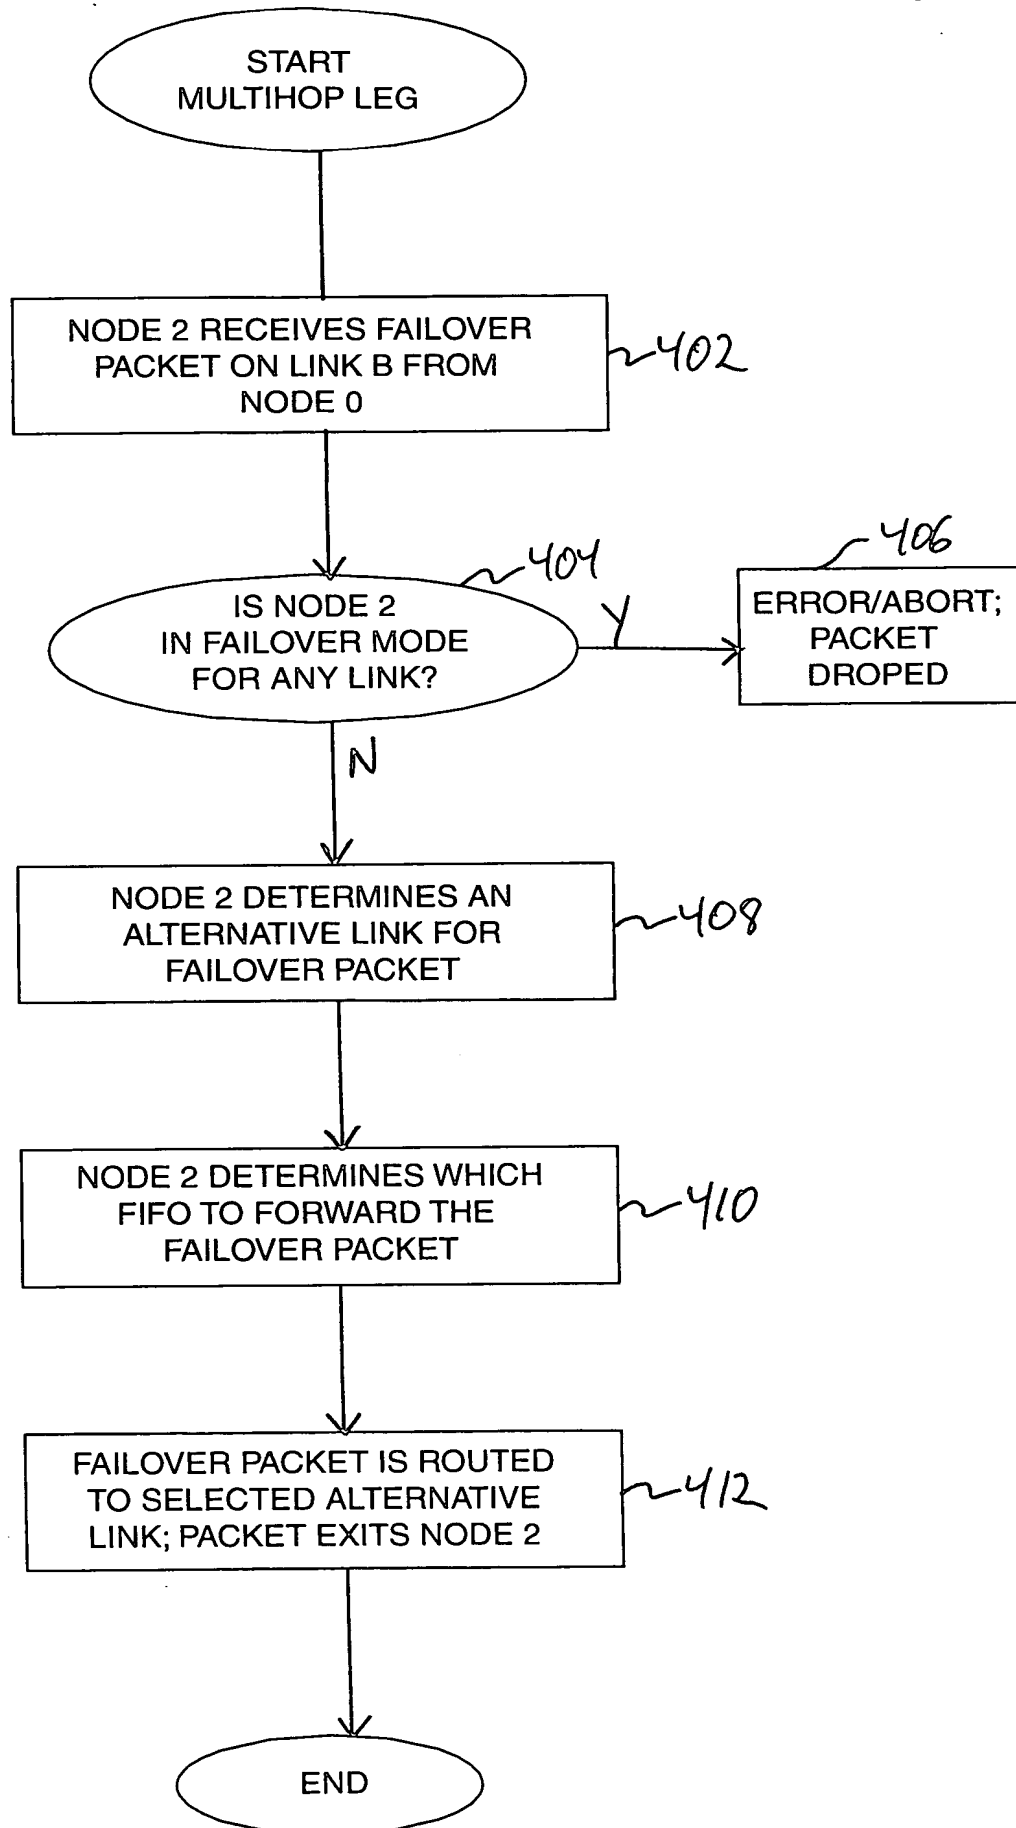 START
MULTIHOP LEG
NODE 2 RECEIVES FAILOVER
PACKET ON LINK B FROM
NODE 0
402
IS NODE 2
IN FAILOVER MODE
FOR ANY LINK?
404
Y
406
ERROR/ABORT;
PACKET
DROPED
N
NODE 2 DETERMINES AN
ALTERNATIVE LINK FOR
FAILOVER PACKET
408
NODE 2 DETERMINES WHICH
FIFO TO FORWARD THE
FAILOVER PACKET
410
FAILOVER PACKET IS ROUTED
TO SELECTED ALTERNATIVE
LINK; PACKET EXITS NODE 2
412
END